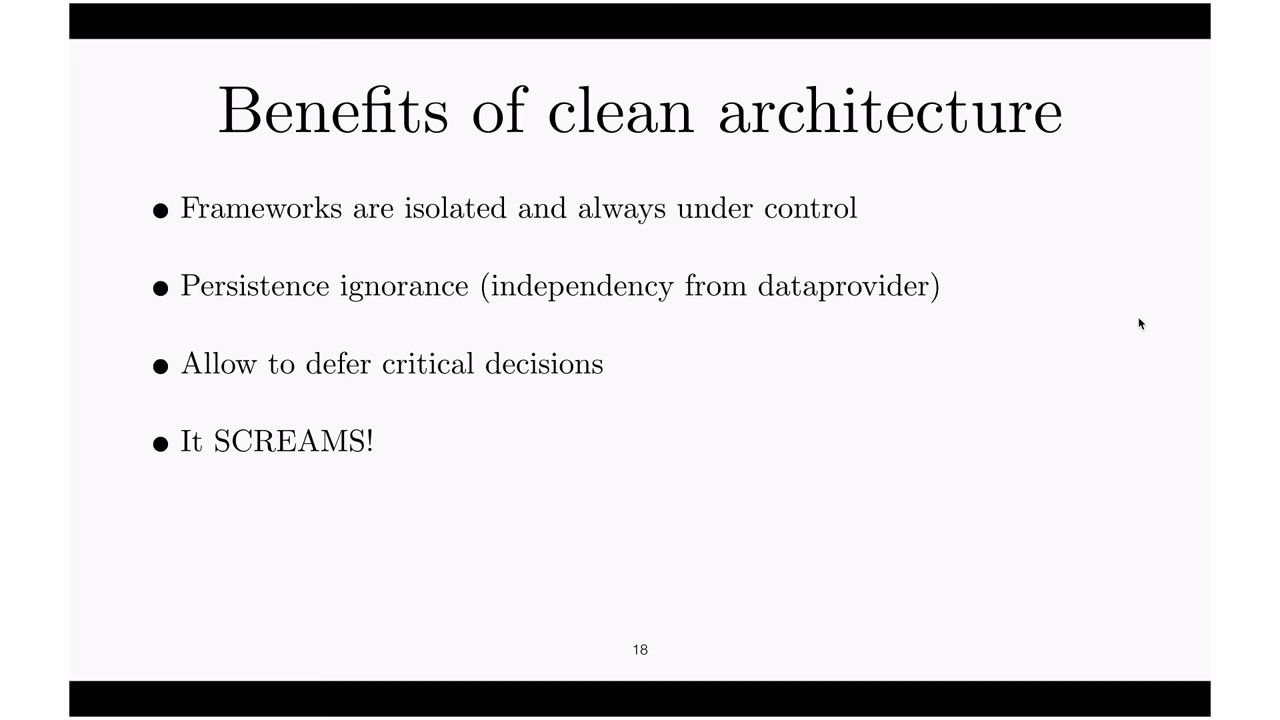 Benefits of clean architecture
● Frameworks are isolated and always under control
● Persistence ignorance (independency from dataprovider)
● Allow to defer critical decisions
● It SCREAMS!
18